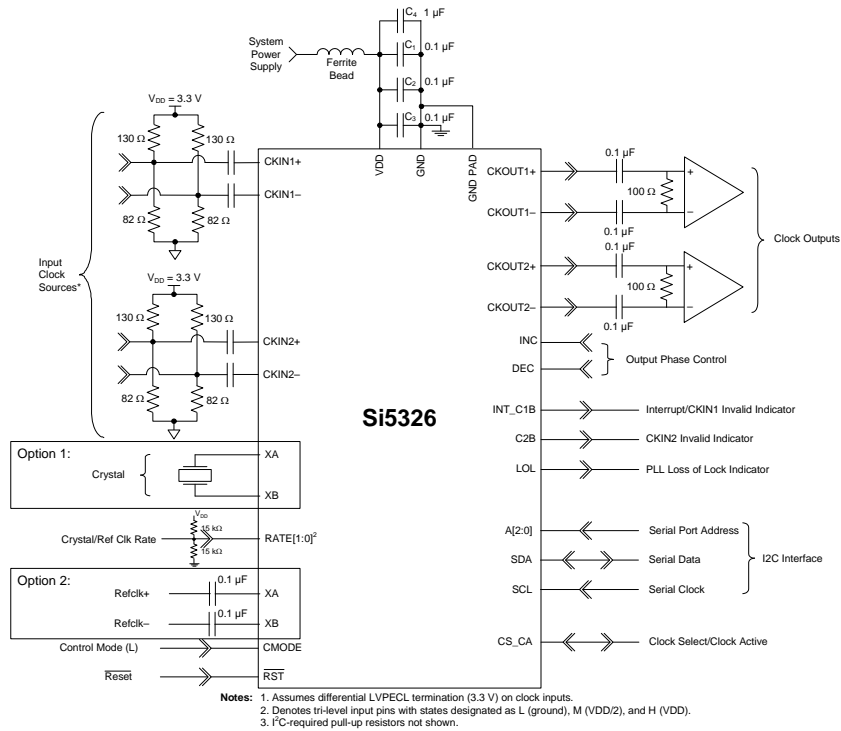 C4 1 µF
System
Power
Supply
Ferrite
Bead
C1 0.1 µF
C2 0.1 µF
C3 0.1 µF
VDD = 3.3 V
130 Ω 130 Ω
82 Ω 82 Ω
CKIN1+
CKIN1–
VDD
GND
GND PAD
CKOUT1+
CKOUT1–
0.1 µF
100 Ω
+
–
0.1 µF
Clock Outputs
Input
Clock
Sources*
VDD = 3.3 V
130 Ω 130 Ω
82 Ω 82 Ω
CKIN2+
CKIN2–
CKOUT2+
CKOUT2–
0.1 µF
100 Ω
+
–
0.1 µF
INC
DEC
Output Phase Control
Si5326
INT_C1B Interrupt/CKIN1 Invalid Indicator
C2B CKIN2 Invalid Indicator
LOL PLL Loss of Lock Indicator
Option 1:
Crystal
XA
XB
VDD
15 kΩ
15 kΩ
Crystal/Ref Clk Rate RATE[1:0]2
A[2:0] Serial Port Address
SDA Serial Data
SCL Serial Clock
I2C Interface
Option 2:
Refclk+ 0.1 µF XA
Refclk– 0.1 µF XB
Control Mode (L) CMODE
Reset RST
CS_CA Clock Select/Clock Active
Notes: 1. Assumes differential LVPECL termination (3.3 V) on clock inputs.
2. Denotes tri-level input pins with states designated as L (ground), M (VDD/2), and H (VDD).
3. I2C-required pull-up resistors not shown.